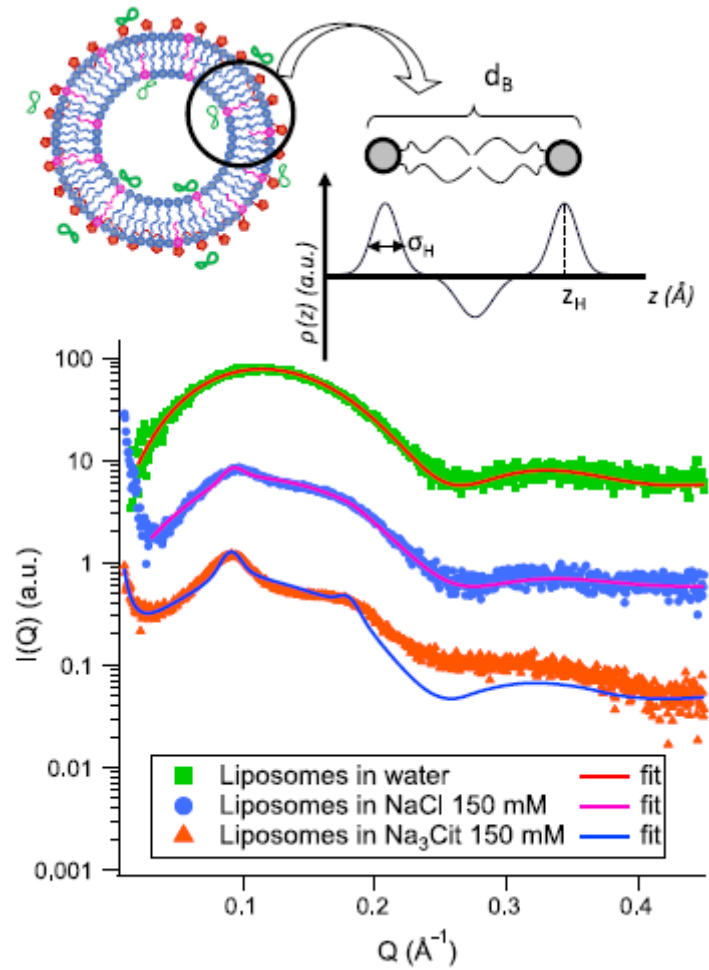 d_B
σ_H
ρ(z) (a.u.)
z_H
z (Å)
100
10
1
0.1
0.01
0,001
I(Q) (a.u.)
Liposomes in water fit
Liposomes in NaCl 150 mM fit
Liposomes in Na₃Cit 150 mM fit
0.1 0.2 0.3 0.4
Q (Å⁻¹)